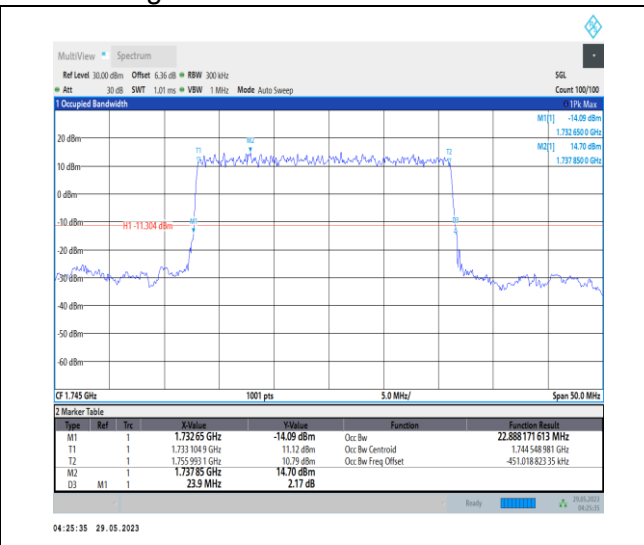 MultiView Spectrum
Ref Level 30.00 dBm Offset 6.36 dB RBW 300 kHz SGL
Att 30 dB SWT 1.01 ms VBW 1 MHz Mode Auto Sweep Count 100/100
1 Occupied Bandwidth 1Pk Max
M1[1] -14.09 dBm
1.732 650 0 GHz
M2[1] 14.70 dBm
1.737 850 0 GHz
20 dBm
M2
T1
T2
10 dBm
0 dBm
-10 dBm
H1 -11.304 dBm
M1
D3
-20 dBm
-30 dBm
-40 dBm
-50 dBm
-60 dBm
CF 1.745 GHz 1001 pts 5.0 MHz/ Span 50.0 MHz
2 Marker Table
Type Ref Trc X-Value Y-Value Function Function Result
M1 1 1.732 65 GHz -14.09 dBm Occ Bw 22.888 171 613 MHz
T1 1 1.733 104 9 GHz 11.12 dBm Occ Bw Centroid 1.744 548 981 GHz
T2 1 1.755 993 1 GHz 10.79 dBm Occ Bw Freq Offset -451.018 823 35 kHz
M2 1 1.737 85 GHz 14.70 dBm
D3 M1 1 23.9 MHz 2.17 dB
Ready 29.05.2023
04:25:35
04:25:35 29.05.2023